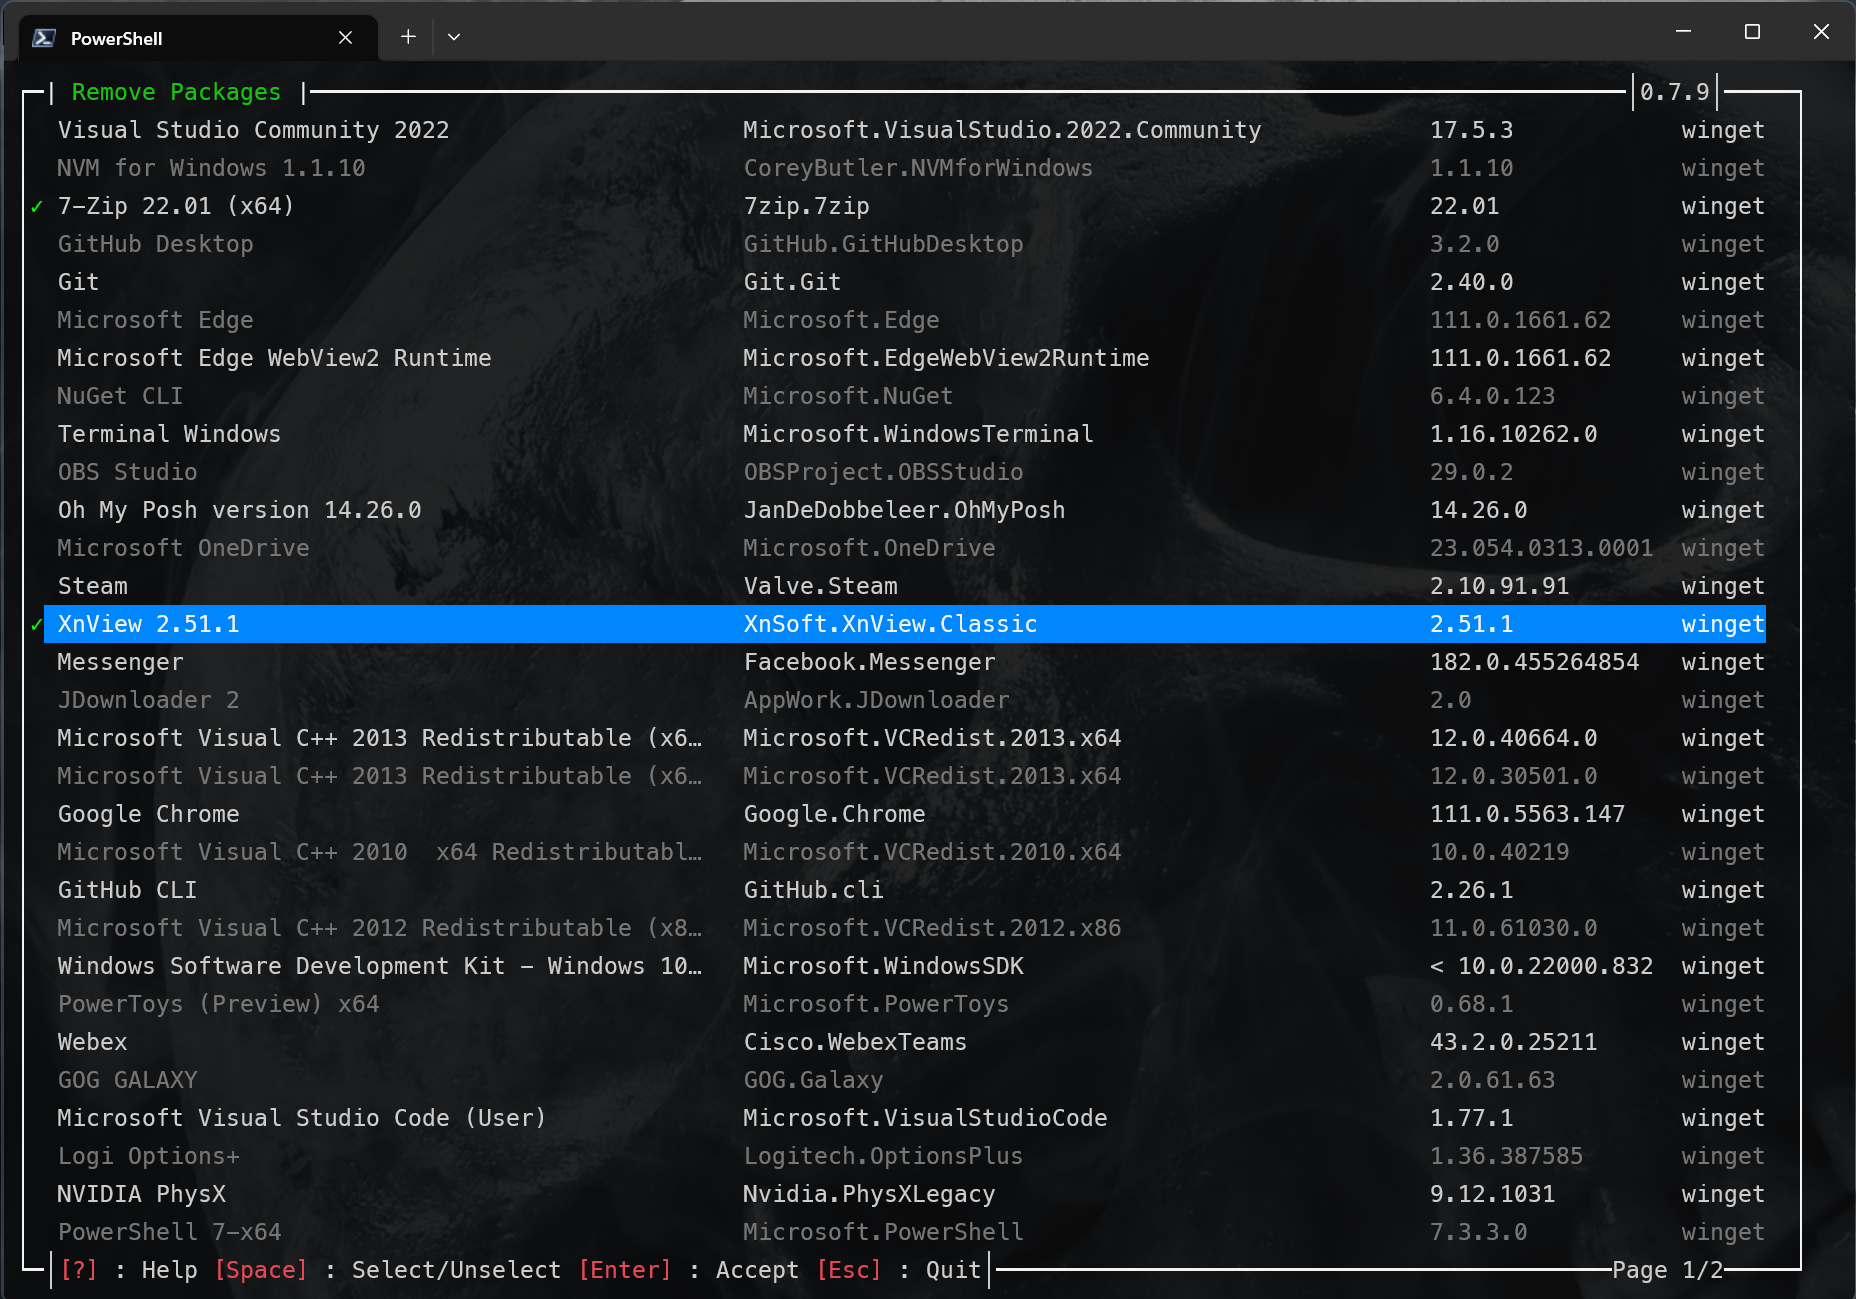 PowerShell
Remove Packages 0.7.9
Visual Studio Community 2022 Microsoft.VisualStudio.2022.Community 17.5.3 winget
NVM for Windows 1.1.10 CoreyButler.NVMforWindows 1.1.10 winget
✓ 7-Zip 22.01 (x64) 7zip.7zip 22.01 winget
GitHub Desktop GitHub.GitHubDesktop 3.2.0 winget
Git Git.Git 2.40.0 winget
Microsoft Edge Microsoft.Edge 111.0.1661.62 winget
Microsoft Edge WebView2 Runtime Microsoft.EdgeWebView2Runtime 111.0.1661.62 winget
NuGet CLI Microsoft.NuGet 6.4.0.123 winget
Terminal Windows Microsoft.WindowsTerminal 1.16.10262.0 winget
OBS Studio OBSProject.OBSStudio 29.0.2 winget
Oh My Posh version 14.26.0 JanDeDobbeleer.OhMyPosh 14.26.0 winget
Microsoft OneDrive Microsoft.OneDrive 23.054.0313.0001 winget
Steam Valve.Steam 2.10.91.91 winget
✓ XnView 2.51.1 XnSoft.XnView.Classic 2.51.1 winget
Messenger Facebook.Messenger 182.0.455264854 winget
JDownloader 2 AppWork.JDownloader 2.0 winget
Microsoft Visual C++ 2013 Redistributable (x6… Microsoft.VCRedist.2013.x64 12.0.40664.0 winget
Microsoft Visual C++ 2013 Redistributable (x6… Microsoft.VCRedist.2013.x64 12.0.30501.0 winget
Google Chrome Google.Chrome 111.0.5563.147 winget
Microsoft Visual C++ 2010  x64 Redistributabl… Microsoft.VCRedist.2010.x64 10.0.40219 winget
GitHub CLI GitHub.cli 2.26.1 winget
Microsoft Visual C++ 2012 Redistributable (x8… Microsoft.VCRedist.2012.x86 11.0.61030.0 winget
Windows Software Development Kit - Windows 10… Microsoft.WindowsSDK < 10.0.22000.832 winget
PowerToys (Preview) x64 Microsoft.PowerToys 0.68.1 winget
Webex Cisco.WebexTeams 43.2.0.25211 winget
GOG GALAXY GOG.Galaxy 2.0.61.63 winget
Microsoft Visual Studio Code (User) Microsoft.VisualStudioCode 1.77.1 winget
Logi Options+ Logitech.OptionsPlus 1.36.387585 winget
NVIDIA PhysX Nvidia.PhysXLegacy 9.12.1031 winget
PowerShell 7-x64 Microsoft.PowerShell 7.3.3.0 winget
[?] : Help [Space] : Select/Unselect [Enter] : Accept [Esc] : Quit Page 1/2